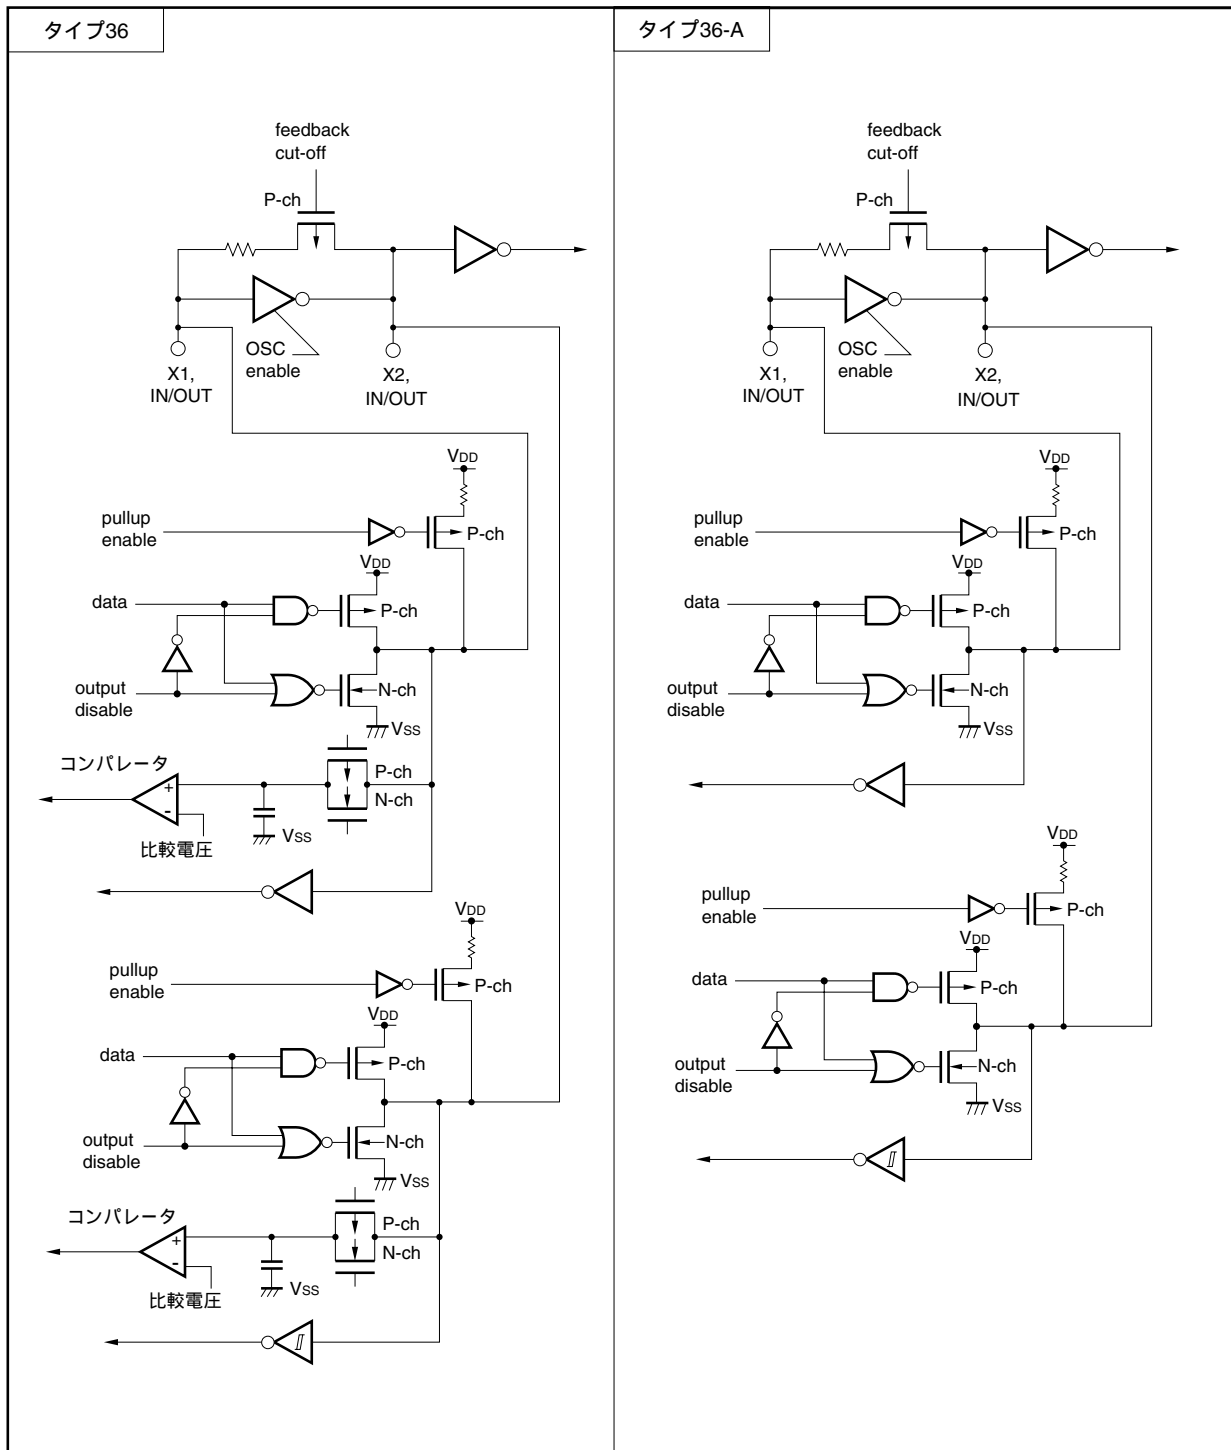 タイプ36
feedback
cut-off
P-ch
OSC
enable
X1,
IN/OUT
X2,
IN/OUT
VDD
pullup
enable
P-ch
VDD
data
P-ch
output
disable
N-ch
VSS
コンパレータ
P-ch
N-ch
+
-
VSS
比較電圧
VDD
pullup
enable
P-ch
VDD
data
P-ch
output
disable
N-ch
VSS
コンパレータ
P-ch
N-ch
+
-
VSS
比較電圧
タイプ36-A
feedback
cut-off
P-ch
OSC
enable
X1,
IN/OUT
X2,
IN/OUT
VDD
pullup
enable
P-ch
VDD
data
P-ch
output
disable
N-ch
VSS
VDD
pullup
enable
P-ch
VDD
data
P-ch
output
disable
N-ch
VSS